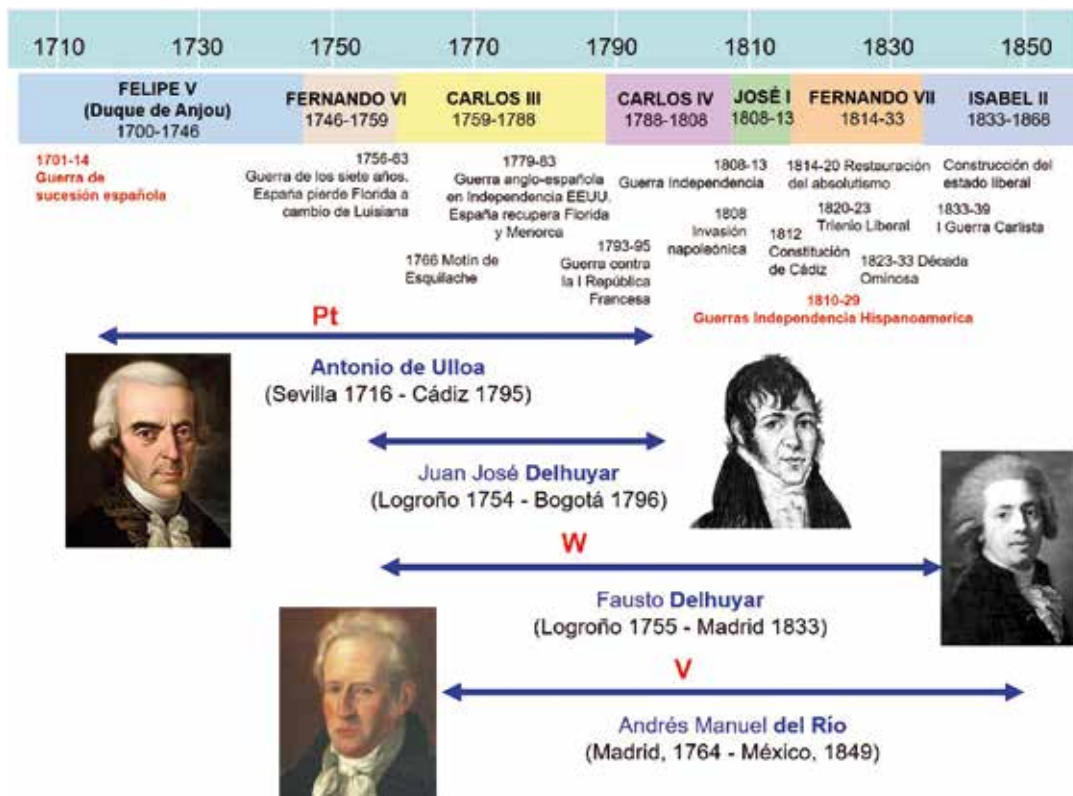 1710 1730 1750 1770 1790 1810 1830 1850
FELIPE V
(Duque de Anjou)
1700-1746
FERNANDO VI
1746-1759
CARLOS III
1759-1788
CARLOS IV
1788-1808
JOSÉ I
1808-13
FERNANDO VII
1814-33
ISABEL II
1833-1868
1701-14
Guerra de
sucesión española
1756-63
Guerra de los siete años.
España pierde Florida a
cambio de Luisiana
1779-83
Guerra anglo-española
en Independencia EEUU.
España recupera Florida
y Menorca
1766 Motín de
Esquilache
1793-95
Guerra contra
la I República
Francesa
1808-13
Guerra Independencia
1808
Invasión
napoleónica
1814-20 Restauración
del absolutismo
1820-23
Trienio Liberal
1812
Constitución
de Cádiz
1823-33 Década
Ominosa
Construcción del
estado liberal
1833-39
I Guerra Carlista
1810-29
Guerras Independencia Hispanoamerica
Pt
Antonio de Ulloa
(Sevilla 1716 - Cádiz 1795)
Juan José Delhuyar
(Logroño 1754 - Bogotá 1796)
W
Fausto Delhuyar
(Logroño 1755 - Madrid 1833)
V
Andrés Manuel del Río
(Madrid, 1764 - México, 1849)